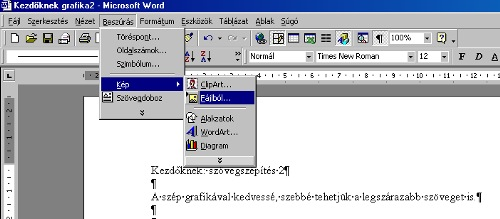 Kezdőknek grafika2 - Microsoft Word
Fájl Szerkesztés Nézet Beszúrás Formátum Eszközök Táblázat Ablak Súgó
100%
Normál Times New Roman 12
Töréspont...
Oldalszámok...
Szimbólum...
Kép
Szövegdoboz
ClipArt...
Fájlból...
Alakzatok
WordArt...
Diagram
Kezdőknek:·szövegszépítés·2¶
¶
A·szép·grafikával·kedvessé,·szebbé·tehetjük·a·legszárazabb·szöveget·is.¶
¶